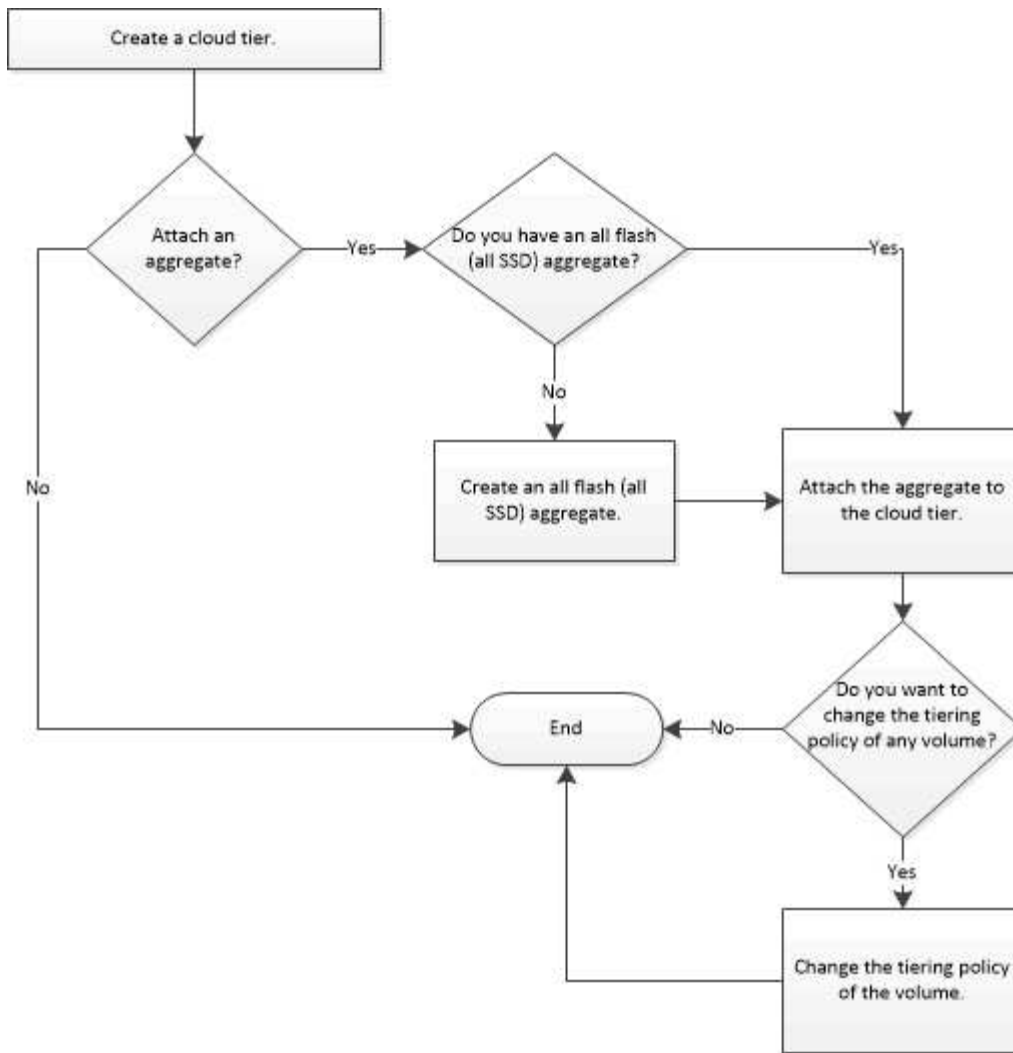 Create a cloud tier.
Attach an
aggregate?
Yes
Do you have an all flash
(all SSD) aggregate?
Yes
No
No
Create an all flash (all
SSD) aggregate.
Attach the aggregate to
the cloud tier.
Do you want to
change the tiering
policy of any volume?
No
End
Yes
Change the tiering policy
of the volume.